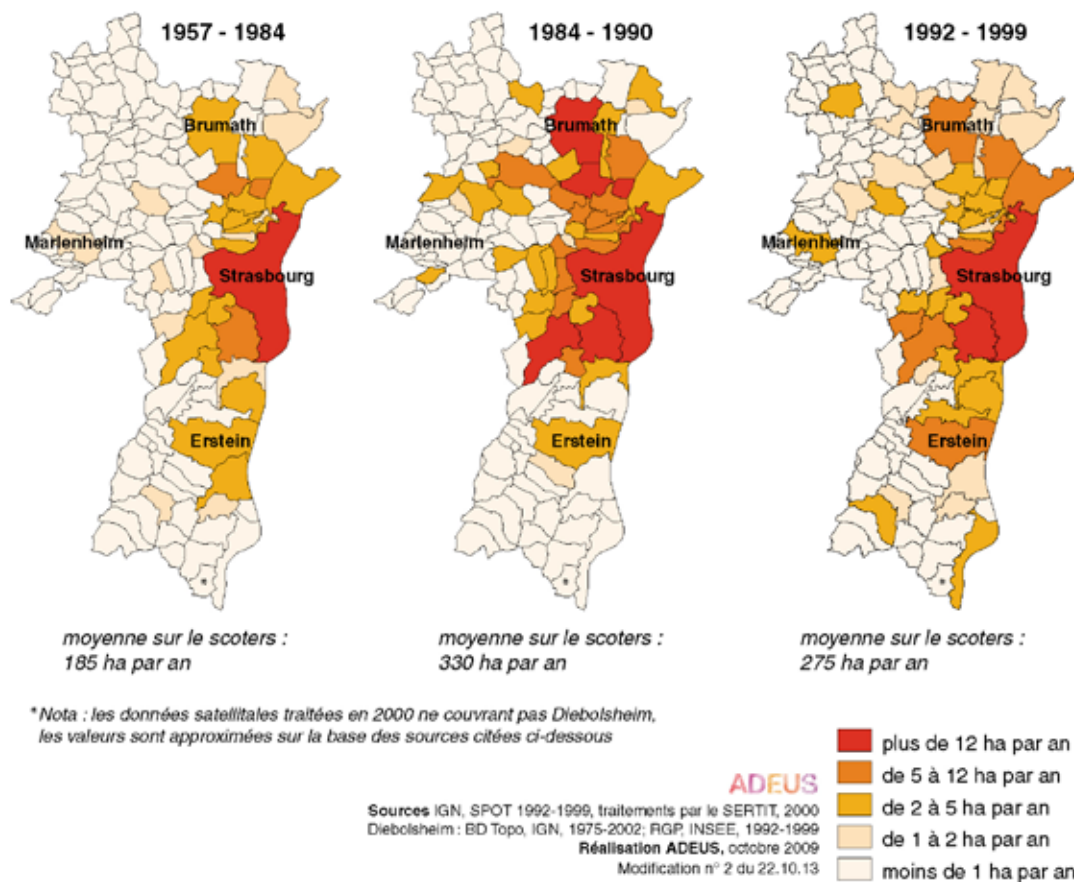 1957 - 1984
1984 - 1990
1992 - 1999
Brumath
Brumath
Brumath
Marlenheim
Marlenheim
Marlenheim
Strasbourg
Strasbourg
Strasbourg
Erstein
Erstein
Erstein
*
*
*
moyenne sur le scoters :
185 ha par an
moyenne sur le scoters :
330 ha par an
moyenne sur le scoters :
275 ha par an
* Nota : les données satellitales traitées en 2000 ne couvrant pas Diebolsheim,
les valeurs sont approximées sur la base des sources citées ci-dessous
ADEUS
Sources IGN, SPOT 1992-1999, traitements par le SERTIT, 2000
Diebolsheim : BD Topo, IGN, 1975-2002; RGP, INSEE, 1992-1999
Réalisation ADEUS, octobre 2009
Modification n° 2 du 22.10.13
plus de 12 ha par an
de 5 à 12 ha par an
de 2 à 5 ha par an
de 1 à 2 ha par an
moins de 1 ha par an